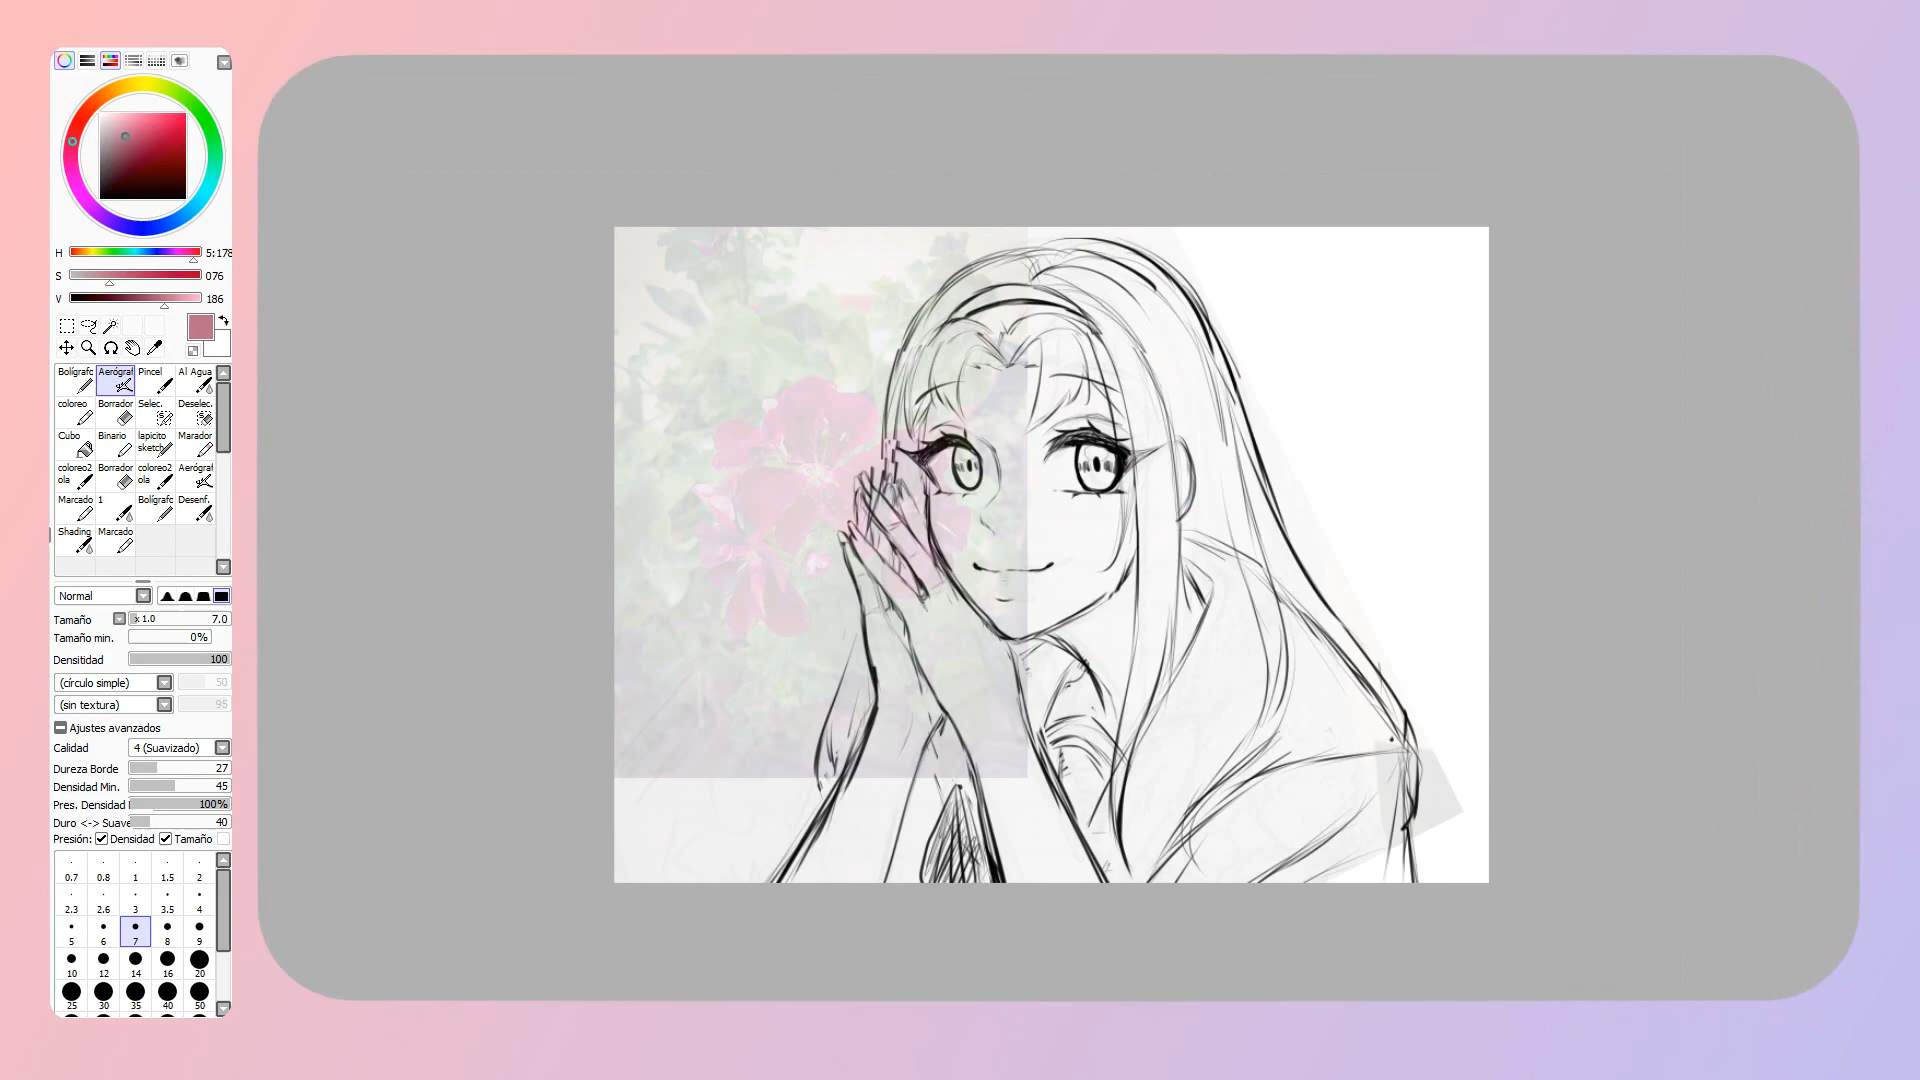 H 5:178
S 076
V 186
Bolígrafo Aerógraf Pincel Al Agua
coloreo Borrador Selec. Deselec.
Cubo Binario lapicito sketch Marador
coloreo2 ola Borrador coloreo2 ola Aerógraf
Marcado 1 Bolígrafo Desenf.
Shading Marcado
Normal
Tamaño x 1.0 7.0
Tamaño min. 0%
Densitidad 100
(círculo simple) 50
(sin textura) 95
Ajustes avanzados
Calidad 4 (Suavizado)
Dureza Borde 27
Densidad Min. 45
Pres. Densidad 100%
Duro <-> Suave 40
Presión: Densidad Tamaño
0.7 0.8 1 1.5 2
2.3 2.6 3 3.5 4
5 6 7 8 9
10 12 14 16 20
25 30 35 40 50